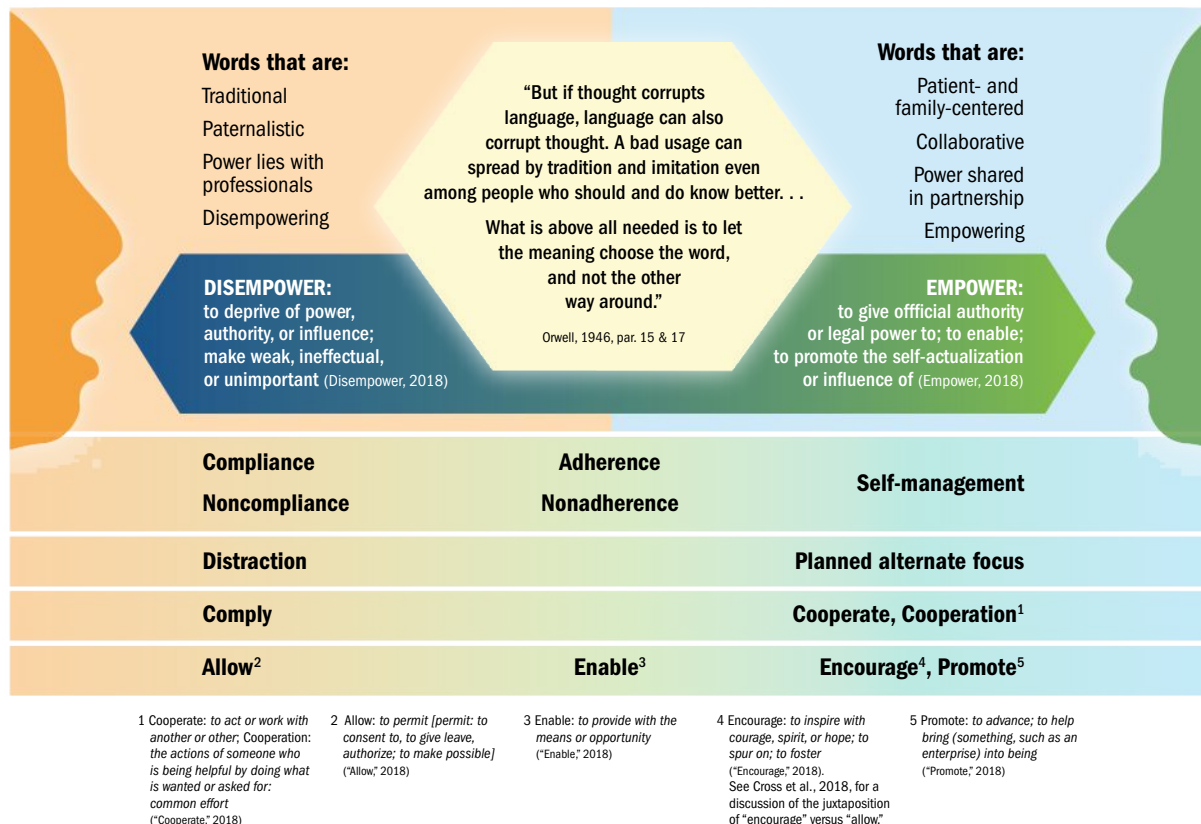 Words that are:
Traditional
Paternalistic
Power lies with
professionals
Disempowering
“But if thought corrupts
language, language can also
corrupt thought. A bad usage can
spread by tradition and imitation even
among people who should and do know better. . .
What is above all needed is to let
the meaning choose the word,
and not the other
way around.”
Orwell, 1946, par. 15 & 17
Words that are:
Patient- and
family-centered
Collaborative
Power shared
in partnership
Empowering
DISEMPOWER:
to deprive of power,
authority, or influence;
make weak, ineffectual,
or unimportant (Disempower, 2018)
EMPOWER:
to give offficial authority
or legal power to; to enable;
to promote the self-actualization
or influence of (Empower, 2018)
Compliance
Noncompliance
Adherence
Nonadherence
Self-management
Distraction
Planned alternate focus
Comply
Cooperate, Cooperation¹
Allow²
Enable³
Encourage⁴, Promote⁵
1 Cooperate: to act or work with
another or other; Cooperation:
the actions of someone who
is being helpful by doing what
is wanted or asked for:
common effort
(“Cooperate,” 2018)
2 Allow: to permit [permit: to
consent to, to give leave,
authorize; to make possible]
(“Allow,” 2018)
3 Enable: to provide with the
means or opportunity
(“Enable,” 2018)
4 Encourage: to inspire with
courage, spirit, or hope; to
spur on; to foster
(“Encourage,” 2018).
See Cross et al., 2018, for a
discussion of the juxtaposition
of “encourage” versus “allow.”
5 Promote: to advance; to help
bring (something, such as an
enterprise) into being
(“Promote,” 2018)